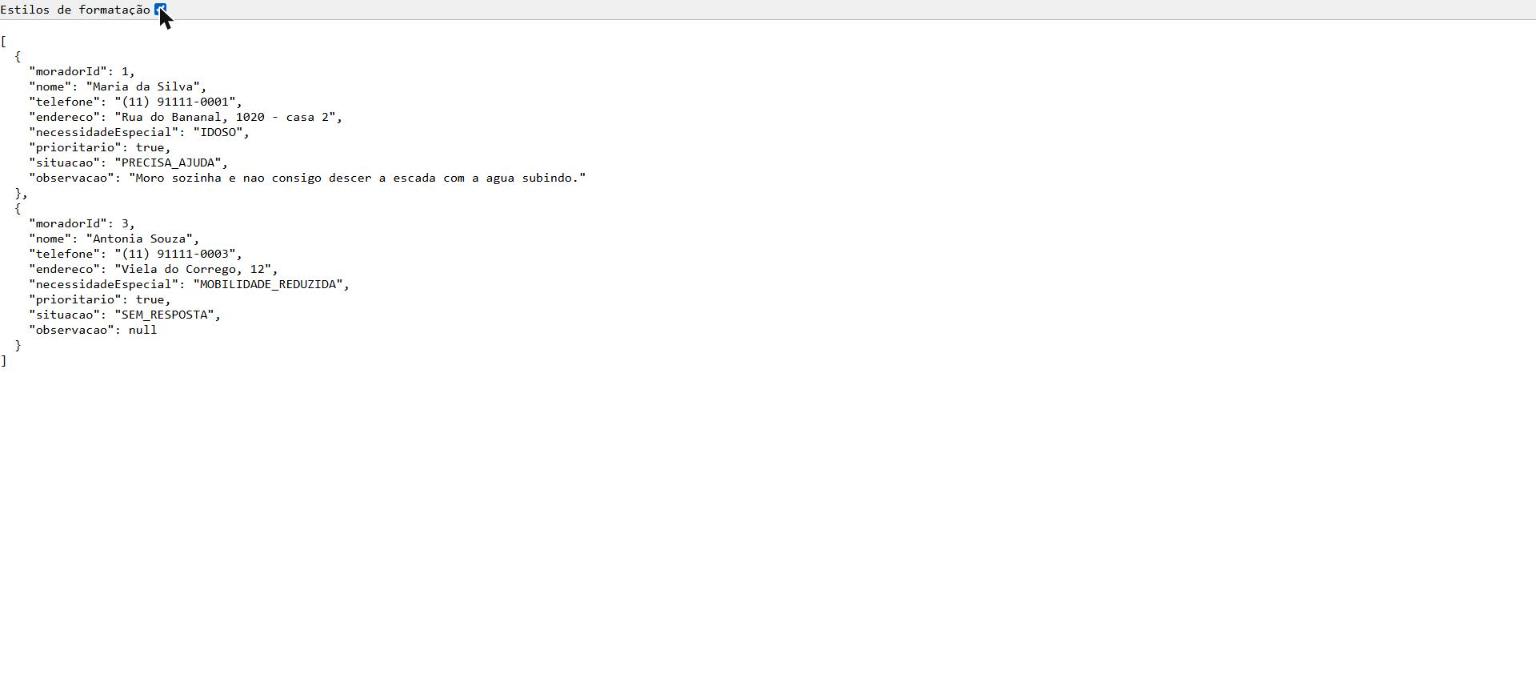 Estilos de formatação
[
  {
    "moradorId": 1,
    "nome": "Maria da Silva",
    "telefone": "(11) 91111-0001",
    "endereco": "Rua do Bananal, 1020 - casa 2",
    "necessidadeEspecial": "IDOSO",
    "prioritario": true,
    "situacao": "PRECISA_AJUDA",
    "observacao": "Moro sozinha e nao consigo descer a escada com a agua subindo."
  },
  {
    "moradorId": 3,
    "nome": "Antonia Souza",
    "telefone": "(11) 91111-0003",
    "endereco": "Viela do Corrego, 12",
    "necessidadeEspecial": "MOBILIDADE_REDUZIDA",
    "prioritario": true,
    "situacao": "SEM_RESPOSTA",
    "observacao": null
  }
]